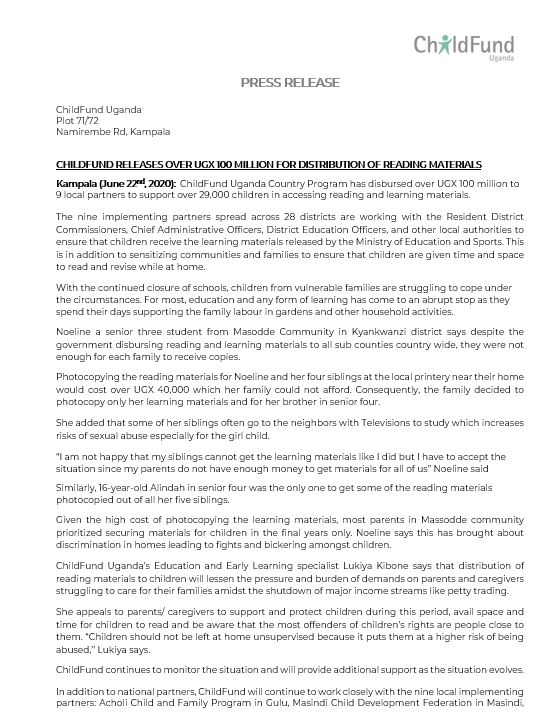 ChildFund
Uganda
PRESS RELEASE
ChildFund Uganda
Plot 71/72
Namirembe Rd, Kampala
CHILDFUND RELEASES OVER UGX 100 MILLION FOR DISTRIBUTION OF READING MATERIALS
Kampala (June 22nd, 2020): ChildFund Uganda Country Program has disbursed over UGX 100 million to
9 local partners to support over 29,000 children in accessing reading and learning materials.
The nine implementing partners spread across 28 districts are working with the Resident District
Commissioners, Chief Administrative Officers, District Education Officers, and other local authorities to
ensure that children receive the learning materials released by the Ministry of Education and Sports. This
is in addition to sensitizing communities and families to ensure that children are given time and space
to read and revise while at home.
With the continued closure of schools, children from vulnerable families are struggling to cope under
the circumstances. For most, education and any form of learning has come to an abrupt stop as they
spend their days supporting the family labour in gardens and other household activities.
Noeline a senior three student from Masodde Community in Kyankwanzi district says despite the
government disbursing reading and learning materials to all sub counties country wide, they were not
enough for each family to receive copies.
Photocopying the reading materials for Noeline and her four siblings at the local printery near their home
would cost over UGX 40,000 which her family could not afford. Consequently, the family decided to
photocopy only her learning materials and for her brother in senior four.
She added that some of her siblings often go to the neighbors with Televisions to study which increases
risks of sexual abuse especially for the girl child.
“I am not happy that my siblings cannot get the learning materials like I did but I have to accept the
situation since my parents do not have enough money to get materials for all of us” Noeline said
Similarly, 16-year-old Alindah in senior four was the only one to get some of the reading materials
photocopied out of all her five siblings.
Given the high cost of photocopying the learning materials, most parents in Massodde community
prioritized securing materials for children in the final years only. Noeline says this has brought about
discrimination in homes leading to fights and bickering amongst children.
ChildFund Uganda’s Education and Early Learning specialist Lukiya Kibone says that distribution of
reading materials to children will lessen the pressure and burden of demands on parents and caregivers
struggling to care for their families amidst the shutdown of major income streams like petty trading.
She appeals to parents/ caregivers to support and protect children during this period, avail space and
time for children to read and be aware that the most offenders of children’s rights are people close to
them. “Children should not be left at home unsupervised because it puts them at a higher risk of being
abused,” Lukiya says.
ChildFund continues to monitor the situation and will provide additional support as the situation evolves.
In addition to national partners, ChildFund will continue to work closely with the nine local implementing
partners: Acholi Child and Family Program in Gulu, Masindi Child Development Federation in Masindi,